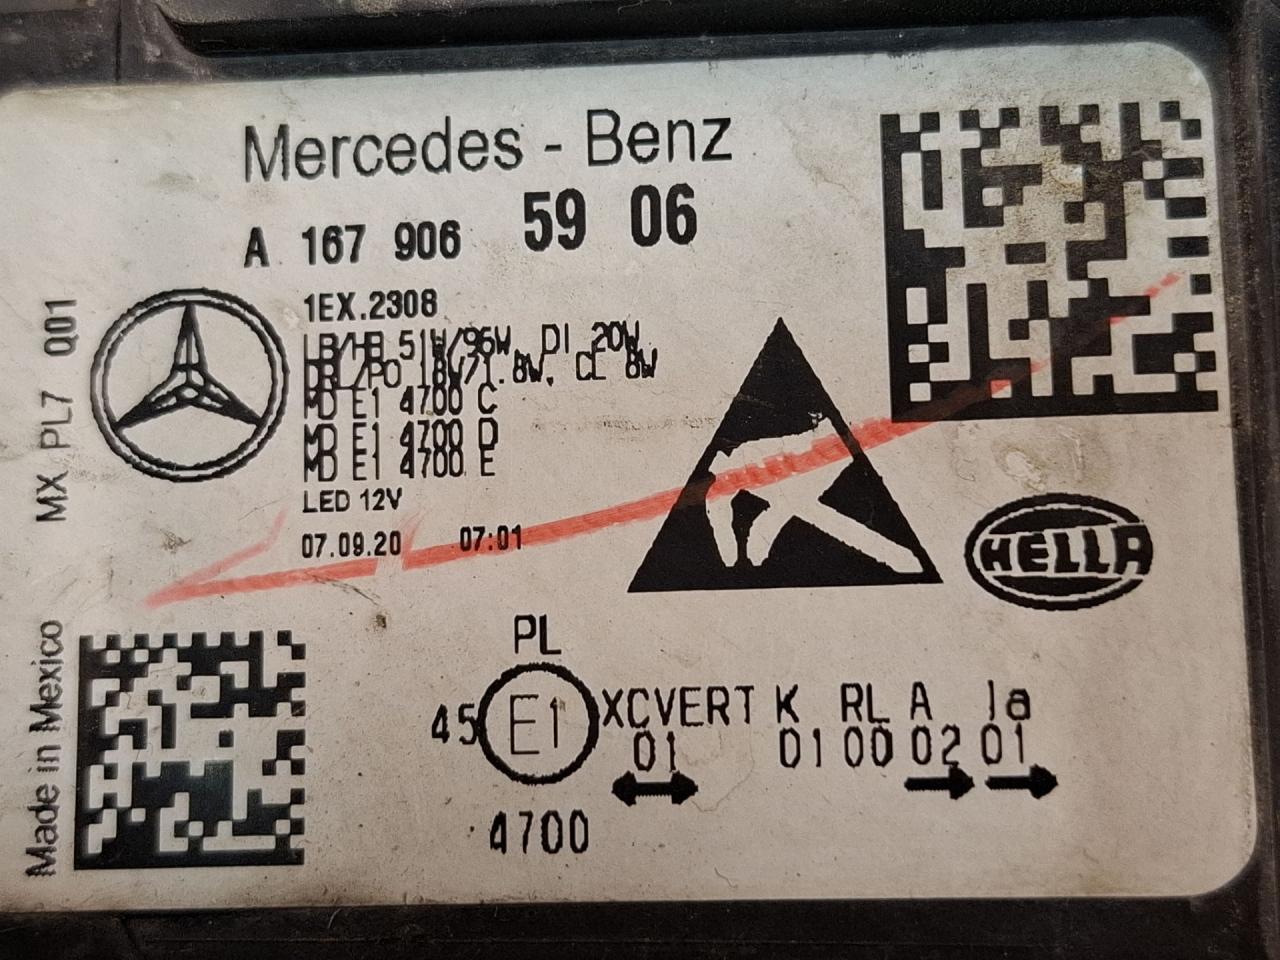 Mercedes - Benz
A 167 906 59 06
1EX.2308
LB/HB 51W/96W, DI 20W
DRL/PO 18W/1.8W, CL 8W
MD E1 4700 C
MD E1 4700 D
MD E1 4700 E
LED 12V
07.09.20 07:01
MX PL7 Q01
Made in Mexico
HELLA
PL
45 E1 XCVERT K RL A Ia
01 01 00 02 01
4700